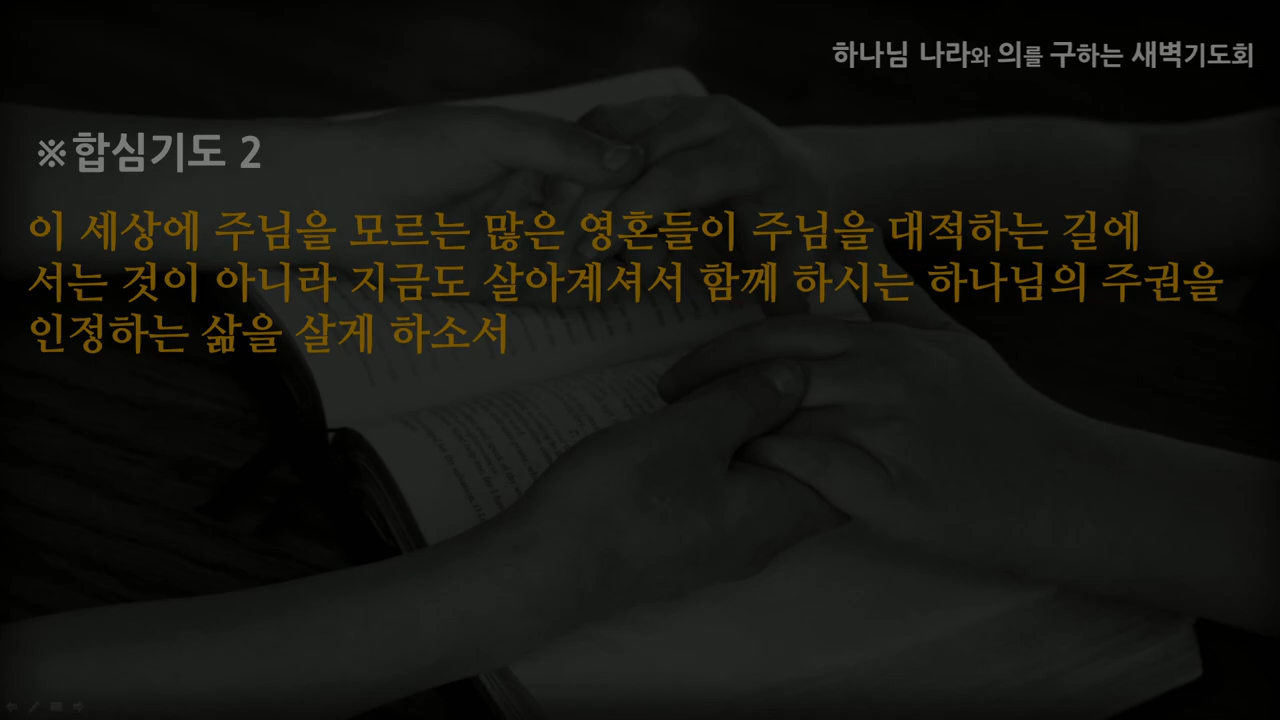 하나님 나라와 의를 구하는 새벽기도회
※합심기도 2
이 세상에 주님을 모르는 많은 영혼들이 주님을 대적하는 길에
서는 것이 아니라 지금도 살아계셔서 함께 하시는 하나님의 주권을
인정하는 삶을 살게 하소서